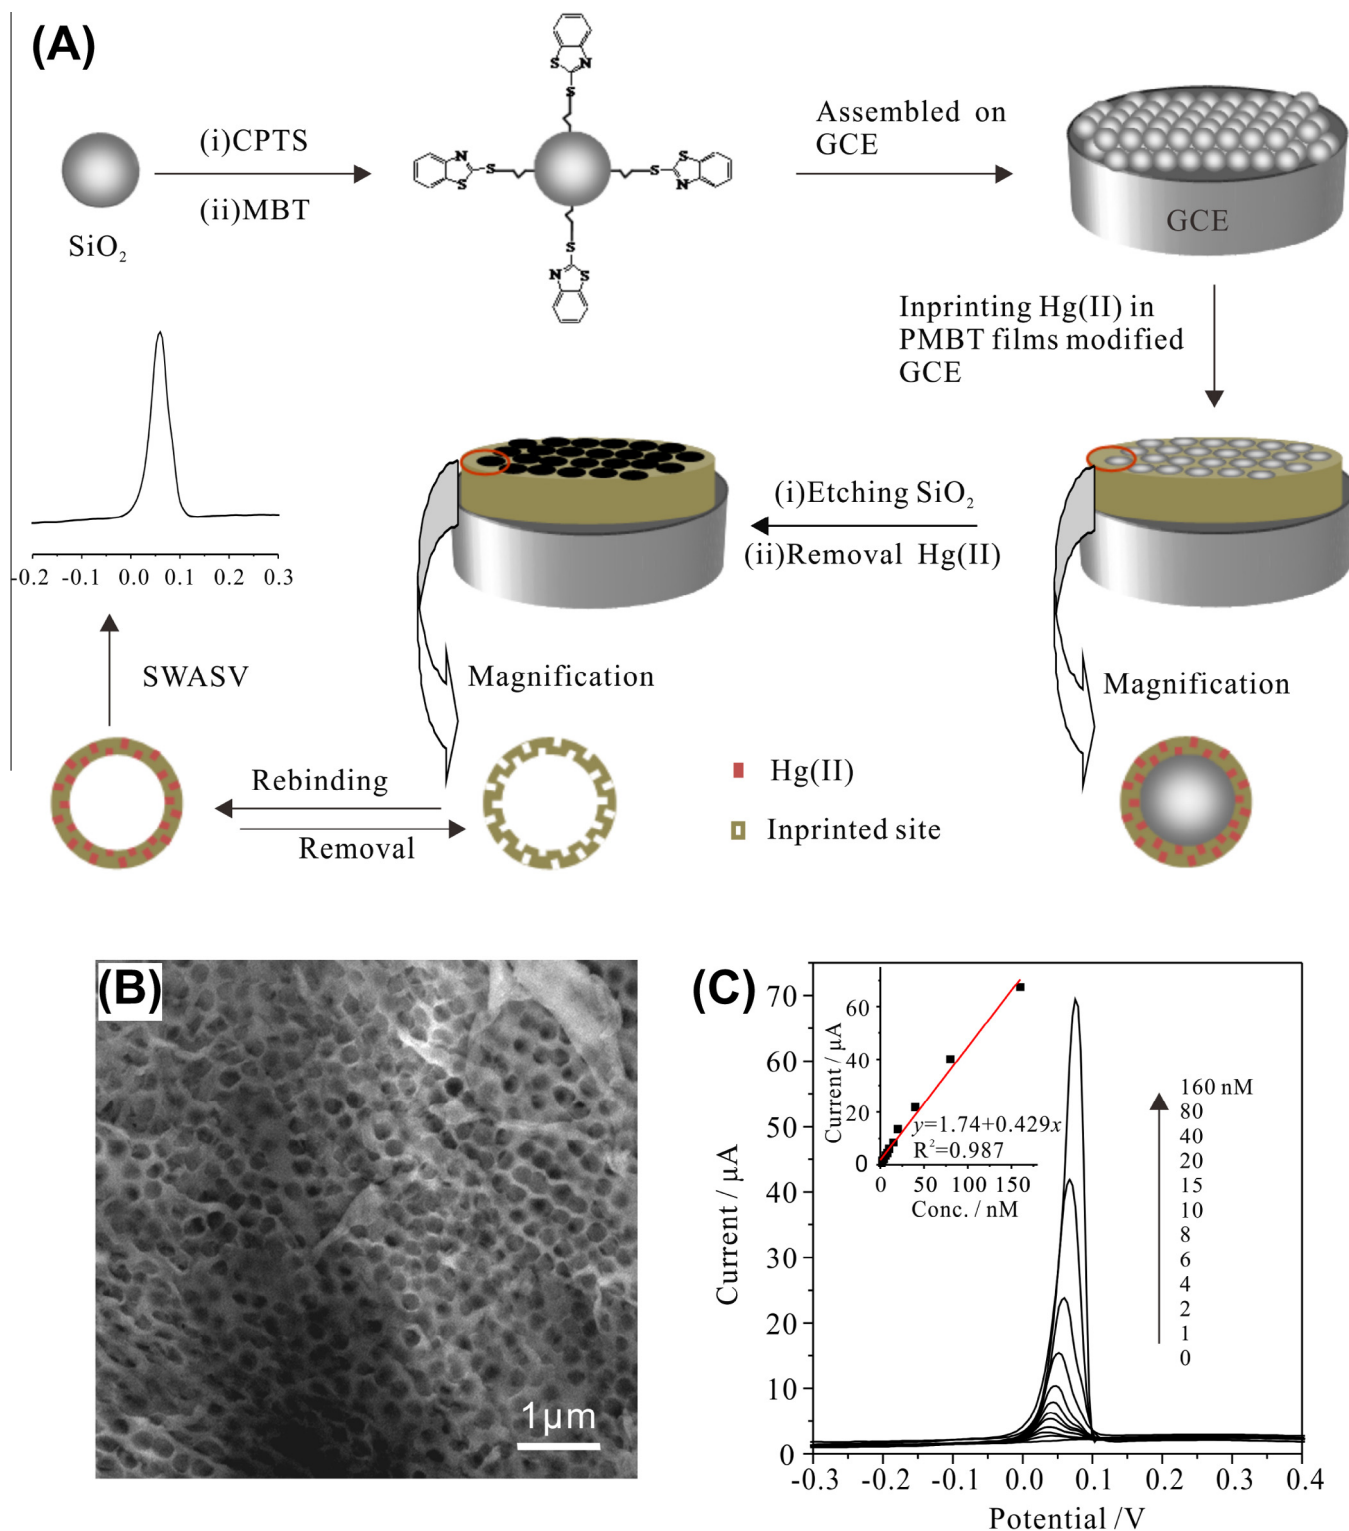 (A)
S
N
S
(i)CPTS
(ii)MBT
SiO2
N
S
S
S
S
N
S
N
S
Assembled on
GCE
GCE
Inprinting Hg(II) in
PMBT films modified
GCE
(i)Etching SiO2
(ii)Removal Hg(II)
-0.2 -0.1 0.0 0.1 0.2 0.3
SWASV
Magnification
Magnification
Rebinding
Removal
Hg(II)
Inprinted site
(B)
1μm
(C)
70
60
50
40
30
20
10
0
Current / μA
-0.3 -0.2 -0.1 0.0 0.1 0.2 0.3 0.4
Potential /V
60
40
20
0
Current / μA
y=1.74+0.429x
R2=0.987
0 50 100 150
Conc. / nM
160 nM
80
40
20
15
10
8
6
4
2
1
0